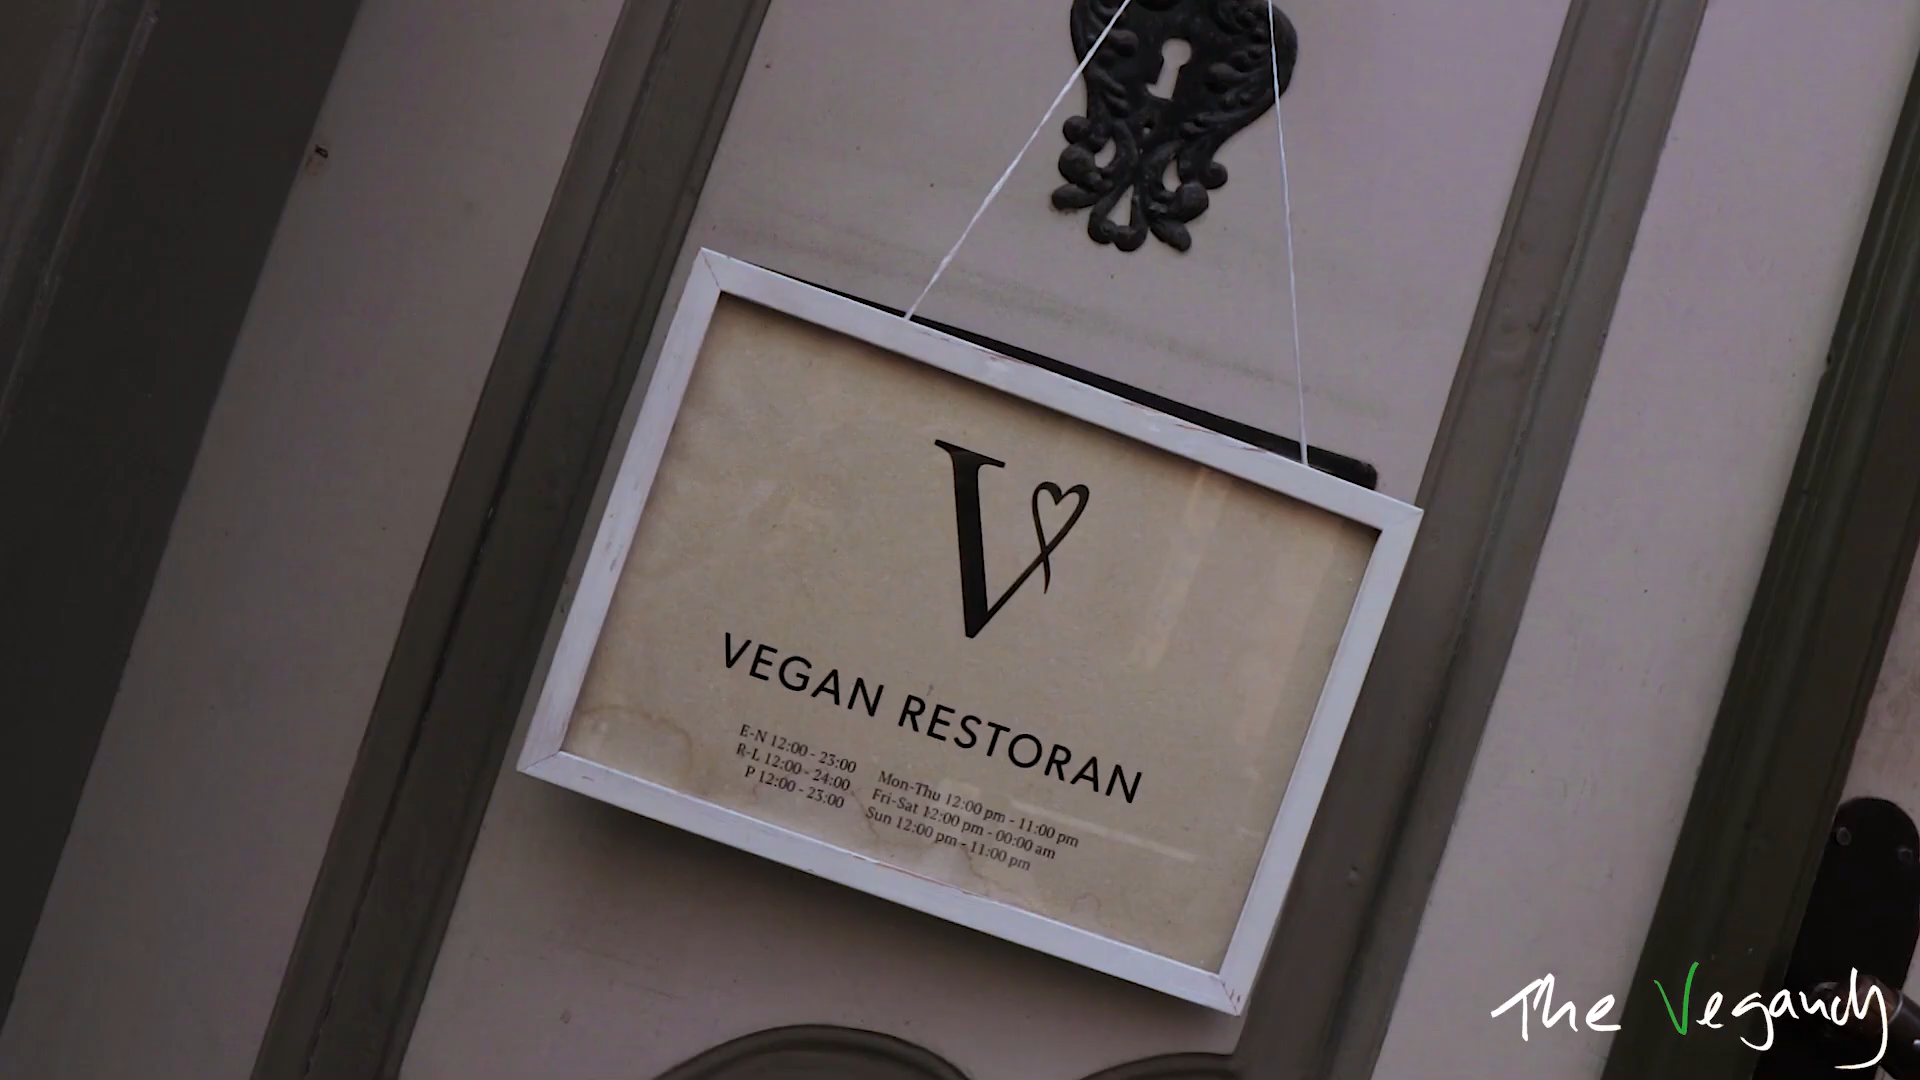 V
VEGAN RESTORAN
E-N 12:00 - 23:00
R-L 12:00 - 24:00
P 12:00 - 23:00
Mon-Thu 12:00 pm - 11:00 pm
Fri-Sat 12:00 pm - 00:00 am
Sun 12:00 pm - 11:00 pm
The Vegandy